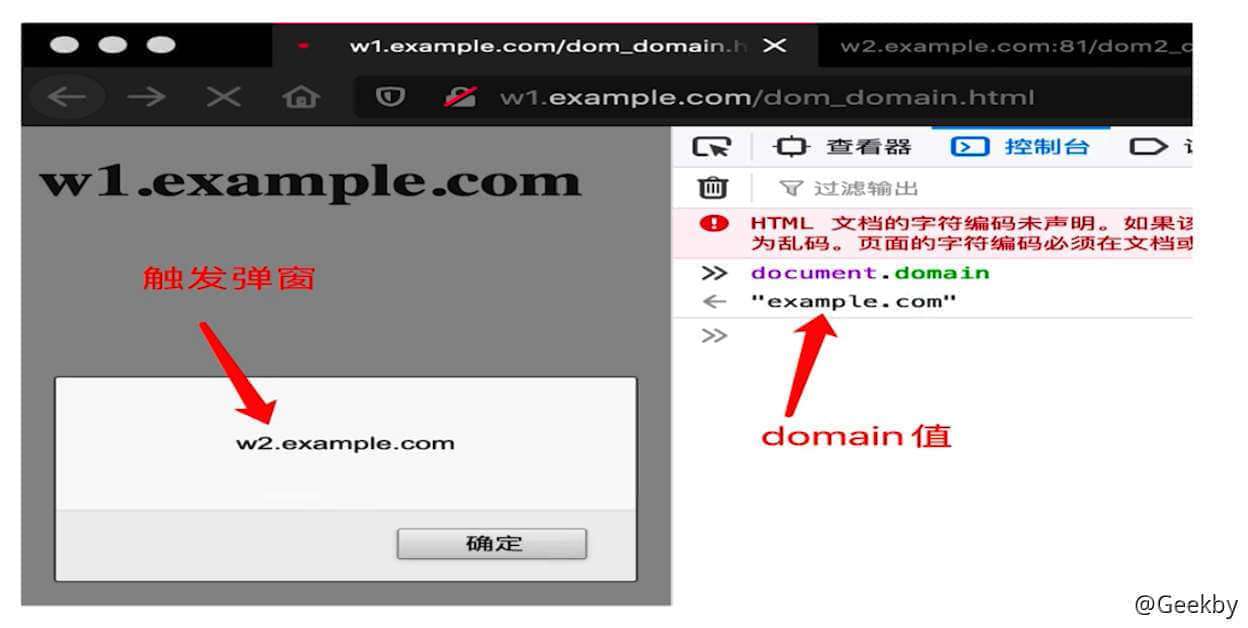 w1.example.com/dom_domain.h
w2.example.com:81/dom2_
w1.example.com/dom_domain.html
w1.example.com
触发弹窗
w2.example.com
确定
查看器
控制台
过滤输出
HTML 文档的字符编码未声明。如果该
为乱码。页面的字符编码必须在文档或
document.domain
"example.com"
domain 值
@Geekby